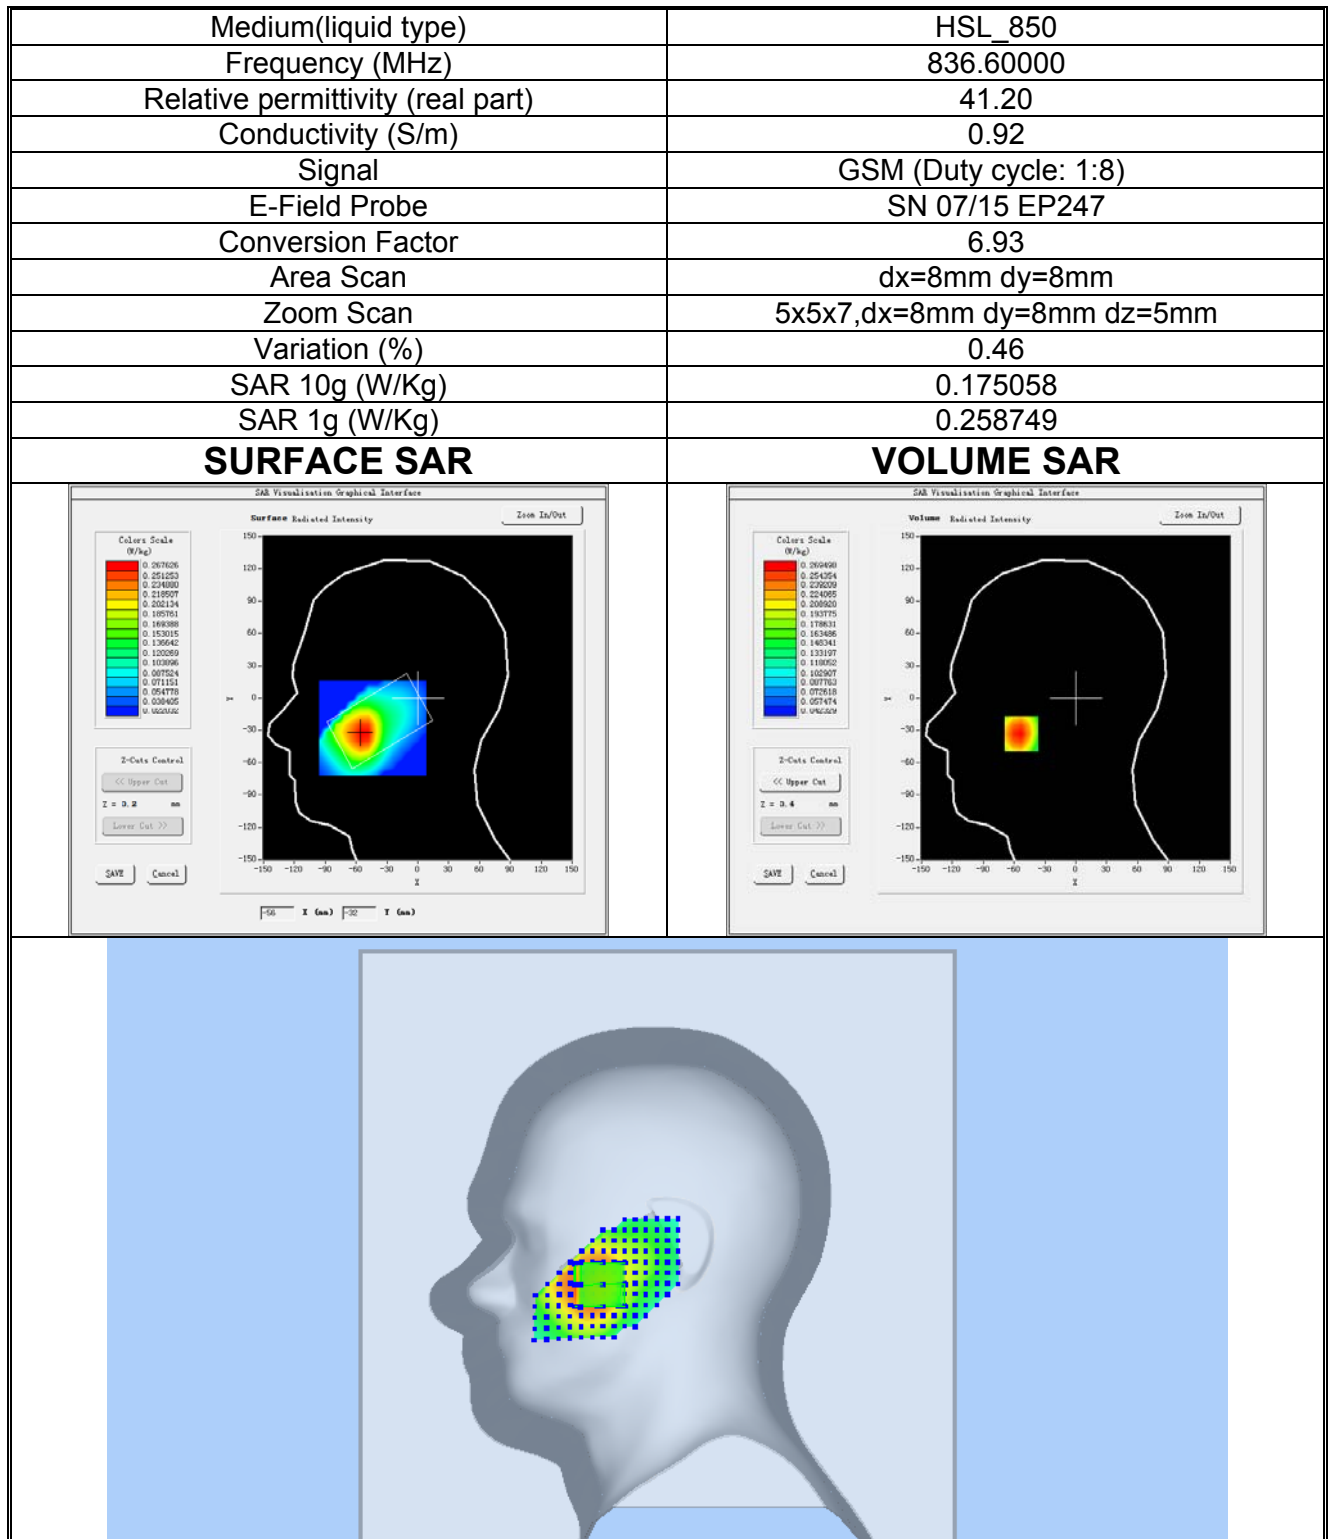 Medium(liquid type) HSL_850
Frequency (MHz) 836.60000
Relative permittivity (real part) 41.20
Conductivity (S/m) 0.92
Signal GSM (Duty cycle: 1:8)
E-Field Probe SN 07/15 EP247
Conversion Factor 6.93
Area Scan dx=8mm dy=8mm
Zoom Scan 5x5x7,dx=8mm dy=8mm dz=5mm
Variation (%) 0.46
SAR 10g (W/Kg) 0.175058
SAR 1g (W/Kg) 0.258749
SURFACE SAR VOLUME SAR
SAR Visualisation Graphical Interface
Surface Radiated Intensity
Zoom In/Out
Colors Scale
(W/kg)
0.267626
0.251253
0.234880
0.218507
0.202134
0.185761
0.169388
0.153015
0.136642
0.120269
0.103896
0.087524
0.071151
0.054778
0.038405
Z-Cuts Control
<< Upper Cut
Z = 3.2 mm
Lower Cut >>
SAVE Cancel
150
120
90
60
30
0
-30
-60
-90
-120
-150
Y
-150 -120 -90 -60 -30 0 30 60 90 120 150
X
-56 X (mm) -32 Y (mm)
SAR Visualisation Graphical Interface
Volume Radiated Intensity
Zoom In/Out
Colors Scale
(W/kg)
0.269498
0.254354
0.239209
0.224065
0.208920
0.193775
0.178631
0.163486
0.148341
0.133197
0.118052
0.102907
0.087763
0.072618
0.057474
Z-Cuts Control
<< Upper Cut
Z = 3.4 mm
Lower Cut >>
SAVE Cancel
150
120
90
60
30
0
-30
-60
-90
-120
-150
Y
-150 -120 -90 -60 -30 0 30 60 90 120 150
X